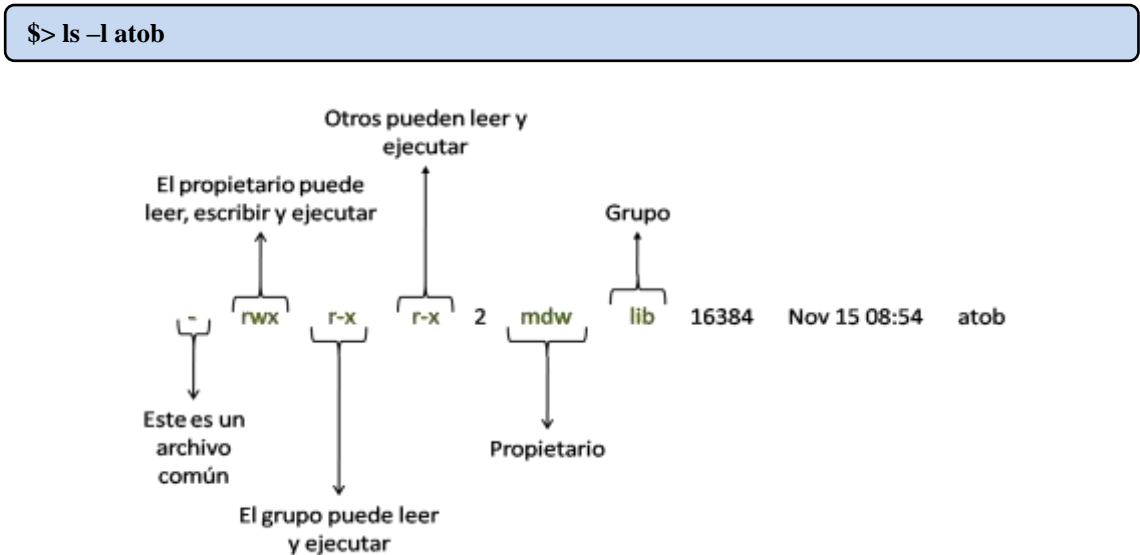 $> ls –l atob
Otros pueden leer y
ejecutar
El propietario puede
leer, escribir y ejecutar
Grupo
- rwx r-x r-x 2 mdw lib 16384 Nov 15 08:54 atob
Este es un
archivo
común
Propietario
El grupo puede leer
y ejecutar